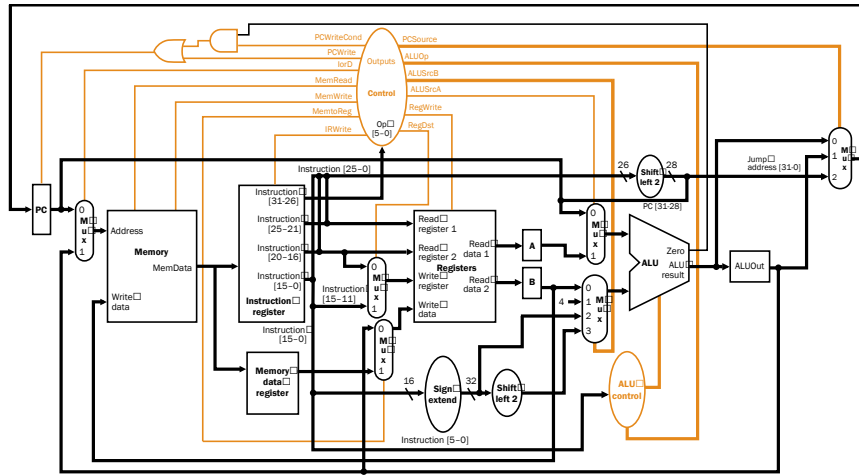 PCWriteCond
PCSource
PCWrite
Outputs
ALUOp
IorD
ALUSrcB
MemRead
Control
ALUSrcA
MemWrite
RegWrite
MemtoReg
RegDst
IRWrite
Op
[5–0]
Instruction [25–0]
26
Shift
left 2
28
Jump
address [31-0]
PC [31-28]
0
1
2
M
u
x
PC
0
M
u
x
1
Address
Memory
MemData
Write
data
Instruction
[31-26]
Instruction
[25–21]
Instruction
[20–16]
Instruction
[15–0]
Instruction
register
Instruction
[15–11]
Instruction
[15–0]
Memory
data
register
0
M
u
x
1
0
M
u
x
1
Read
register 1
Read
register 2
Write
register
Write
data
Registers
Read
data 1
Read
data 2
A
B
0
M
u
x
1
4
0
1
2
3
M
u
x
Zero
ALU
ALU
result
ALUOut
16
Sign
extend
32
Shift
left 2
ALU
control
Instruction [5–0]